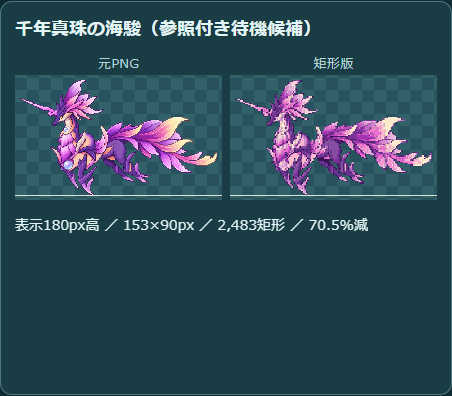 千年真珠の海駿（参照付き待機候補）
元PNG
矩形版
表示180px高 ／ 153×90px ／ 2,483矩形 ／ 70.5%減